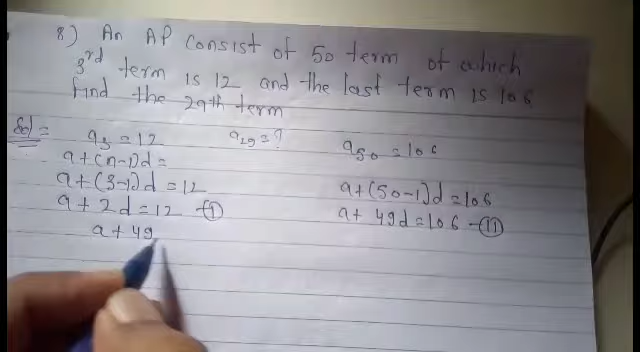 8) An AP consist of 50 term of which
3rd term is 12 and the last term is 106
Find the 29th term
Sol = a3 = 12 a29 = ? a50 = 106
a+(n-1)d =
a+(3-1)d = 12 a+(50-1)d = 106
a+2d = 12 -(1) a+49d = 106 -(11)
a+49